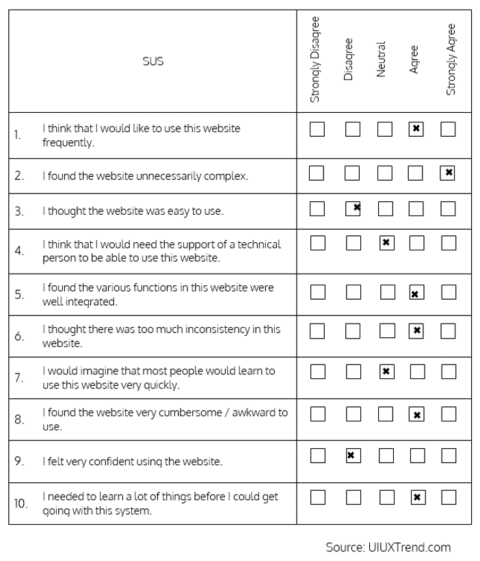 SUS
Strongly Disagree
Disagree
Neutral
Agree
Strongly Agree
1. I think that I would like to use this website
frequently.
2. I found the website unnecessarily complex.
3. I thought the website was easy to use.
4. I think that I would need the support of a technical
person to be able to use this website.
5. I found the various functions in this website were
well integrated.
6. I thought there was too much inconsistency in this
website.
7. I would imagine that most people would learn to
use this website very quickly.
8. I found the website very cumbersome / awkward to
use.
9. I felt very confident using the website.
10. I needed to learn a lot of things before I could get
going with this system.
Source: UIUXTrend.com